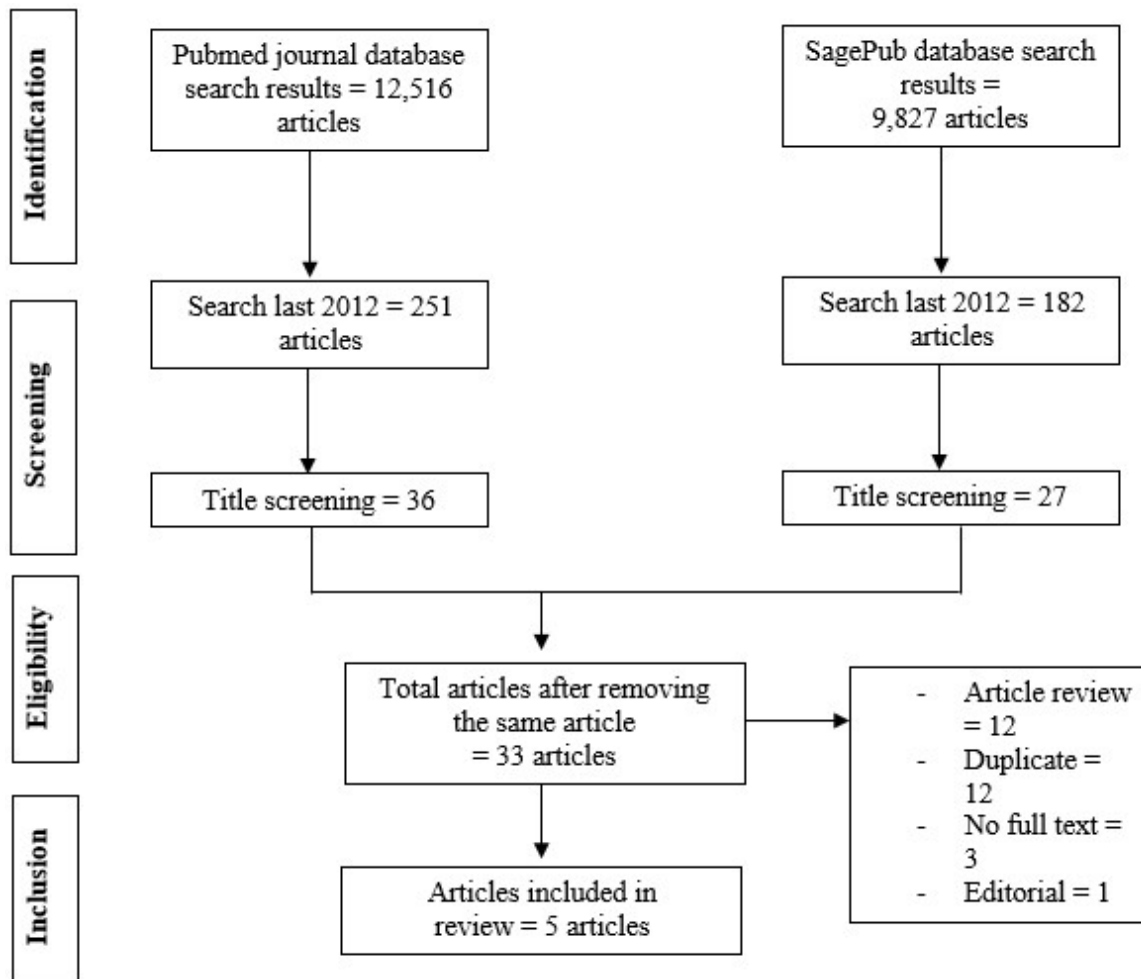 Identification
Pubmed journal database
search results = 12,516
articles
SagePub database search
results =
9,827 articles
Screening
Search last 2012 = 251
articles
Search last 2012 = 182
articles
Title screening = 36
Title screening = 27
Eligibility
Total articles after removing
the same article
= 33 articles
- Article review
= 12
- Duplicate =
12
- No full text =
3
- Editorial = 1
Inclusion
Articles included in
review = 5 articles